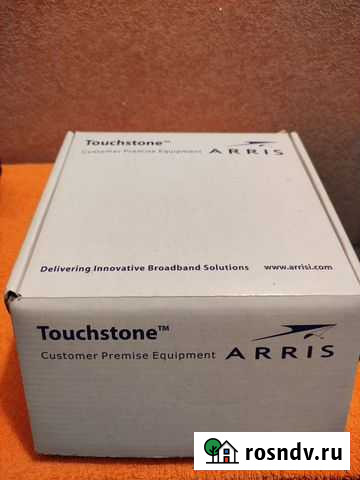 Touchstone™
Customer Premise Equipment ARRIS
Delivering Innovative Broadband Solutions www.arrisi.com
Touchstone™
Customer Premise Equipment ARRIS
rosndv.ru